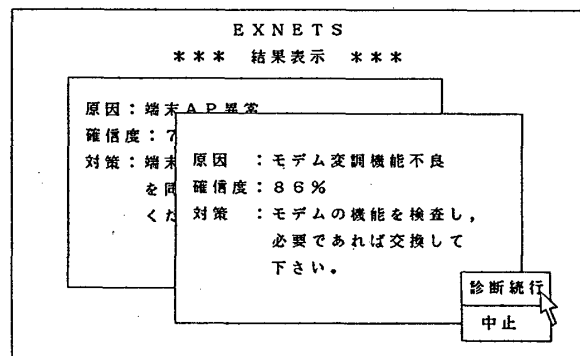 EXNETS
*** 結果表示 ***
原因：端末AP異常
確信度：7
対策：端末
を同
くだ
原因　：モデム変調機能不良
確信度：86%
対策　：モデムの機能を検査し，
必要であれば交換して
下さい。
診断続行
中止